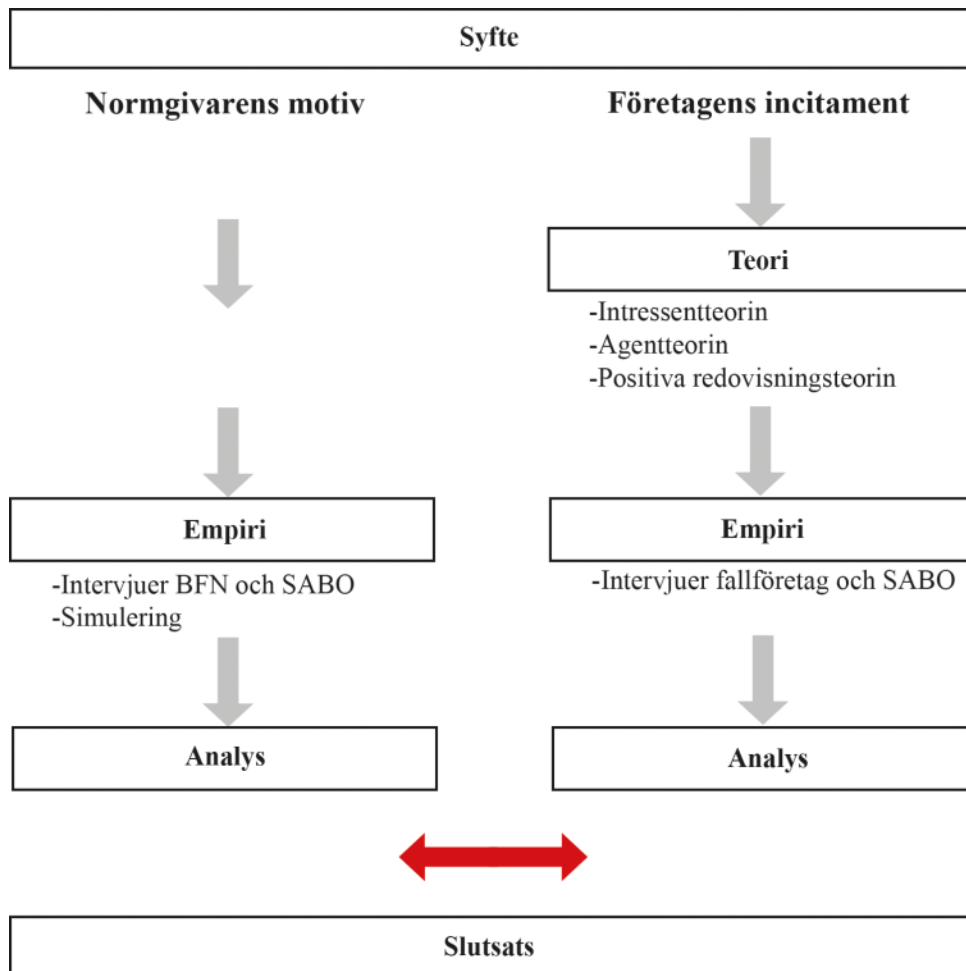 Syfte
Normgivarens motiv
Företagens incitament
Teori
-Intressentteorin
-Agentteorin
-Positiva redovisningsteorin
Empiri
-Intervjuer BFN och SABO
-Simulering
Empiri
-Intervjuer fallföretag och SABO
Analys
Analys
Slutsats